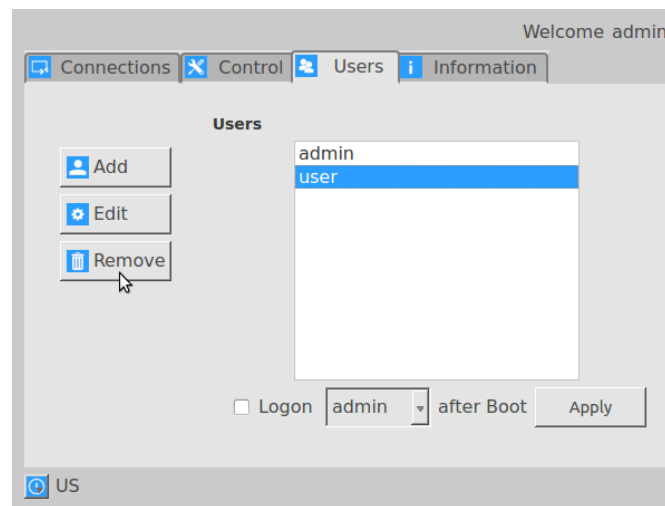 Welcome admin
Connections Control Users Information
Users
Add
Edit
Remove
admin
user
Logon admin after Boot Apply
US